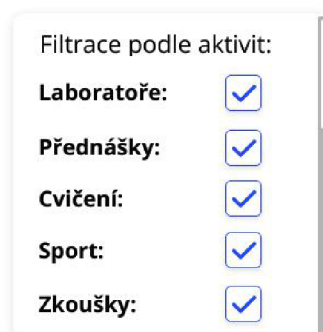 Filtrace podle aktivit:
Laboratoře:
Přednášky:
Cvičení:
Sport:
Zkoušky: